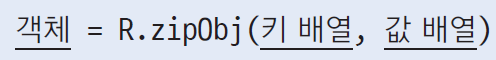 객체 = R.zipObj(키 배열, 값 배열)